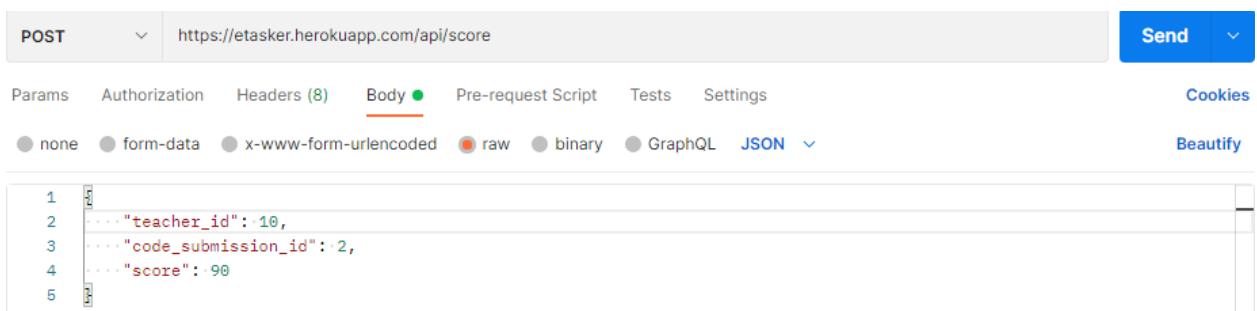 POST https://etasker.herokuapp.com/api/score Send
Params Authorization Headers (8) Body Pre-request Script Tests Settings Cookies
none form-data x-www-form-urlencoded raw binary GraphQL JSON Beautify
1 {
2 ····"teacher_id":·10,
3 ····"code_submission_id":·2,
4 ····"score":·90
5 }